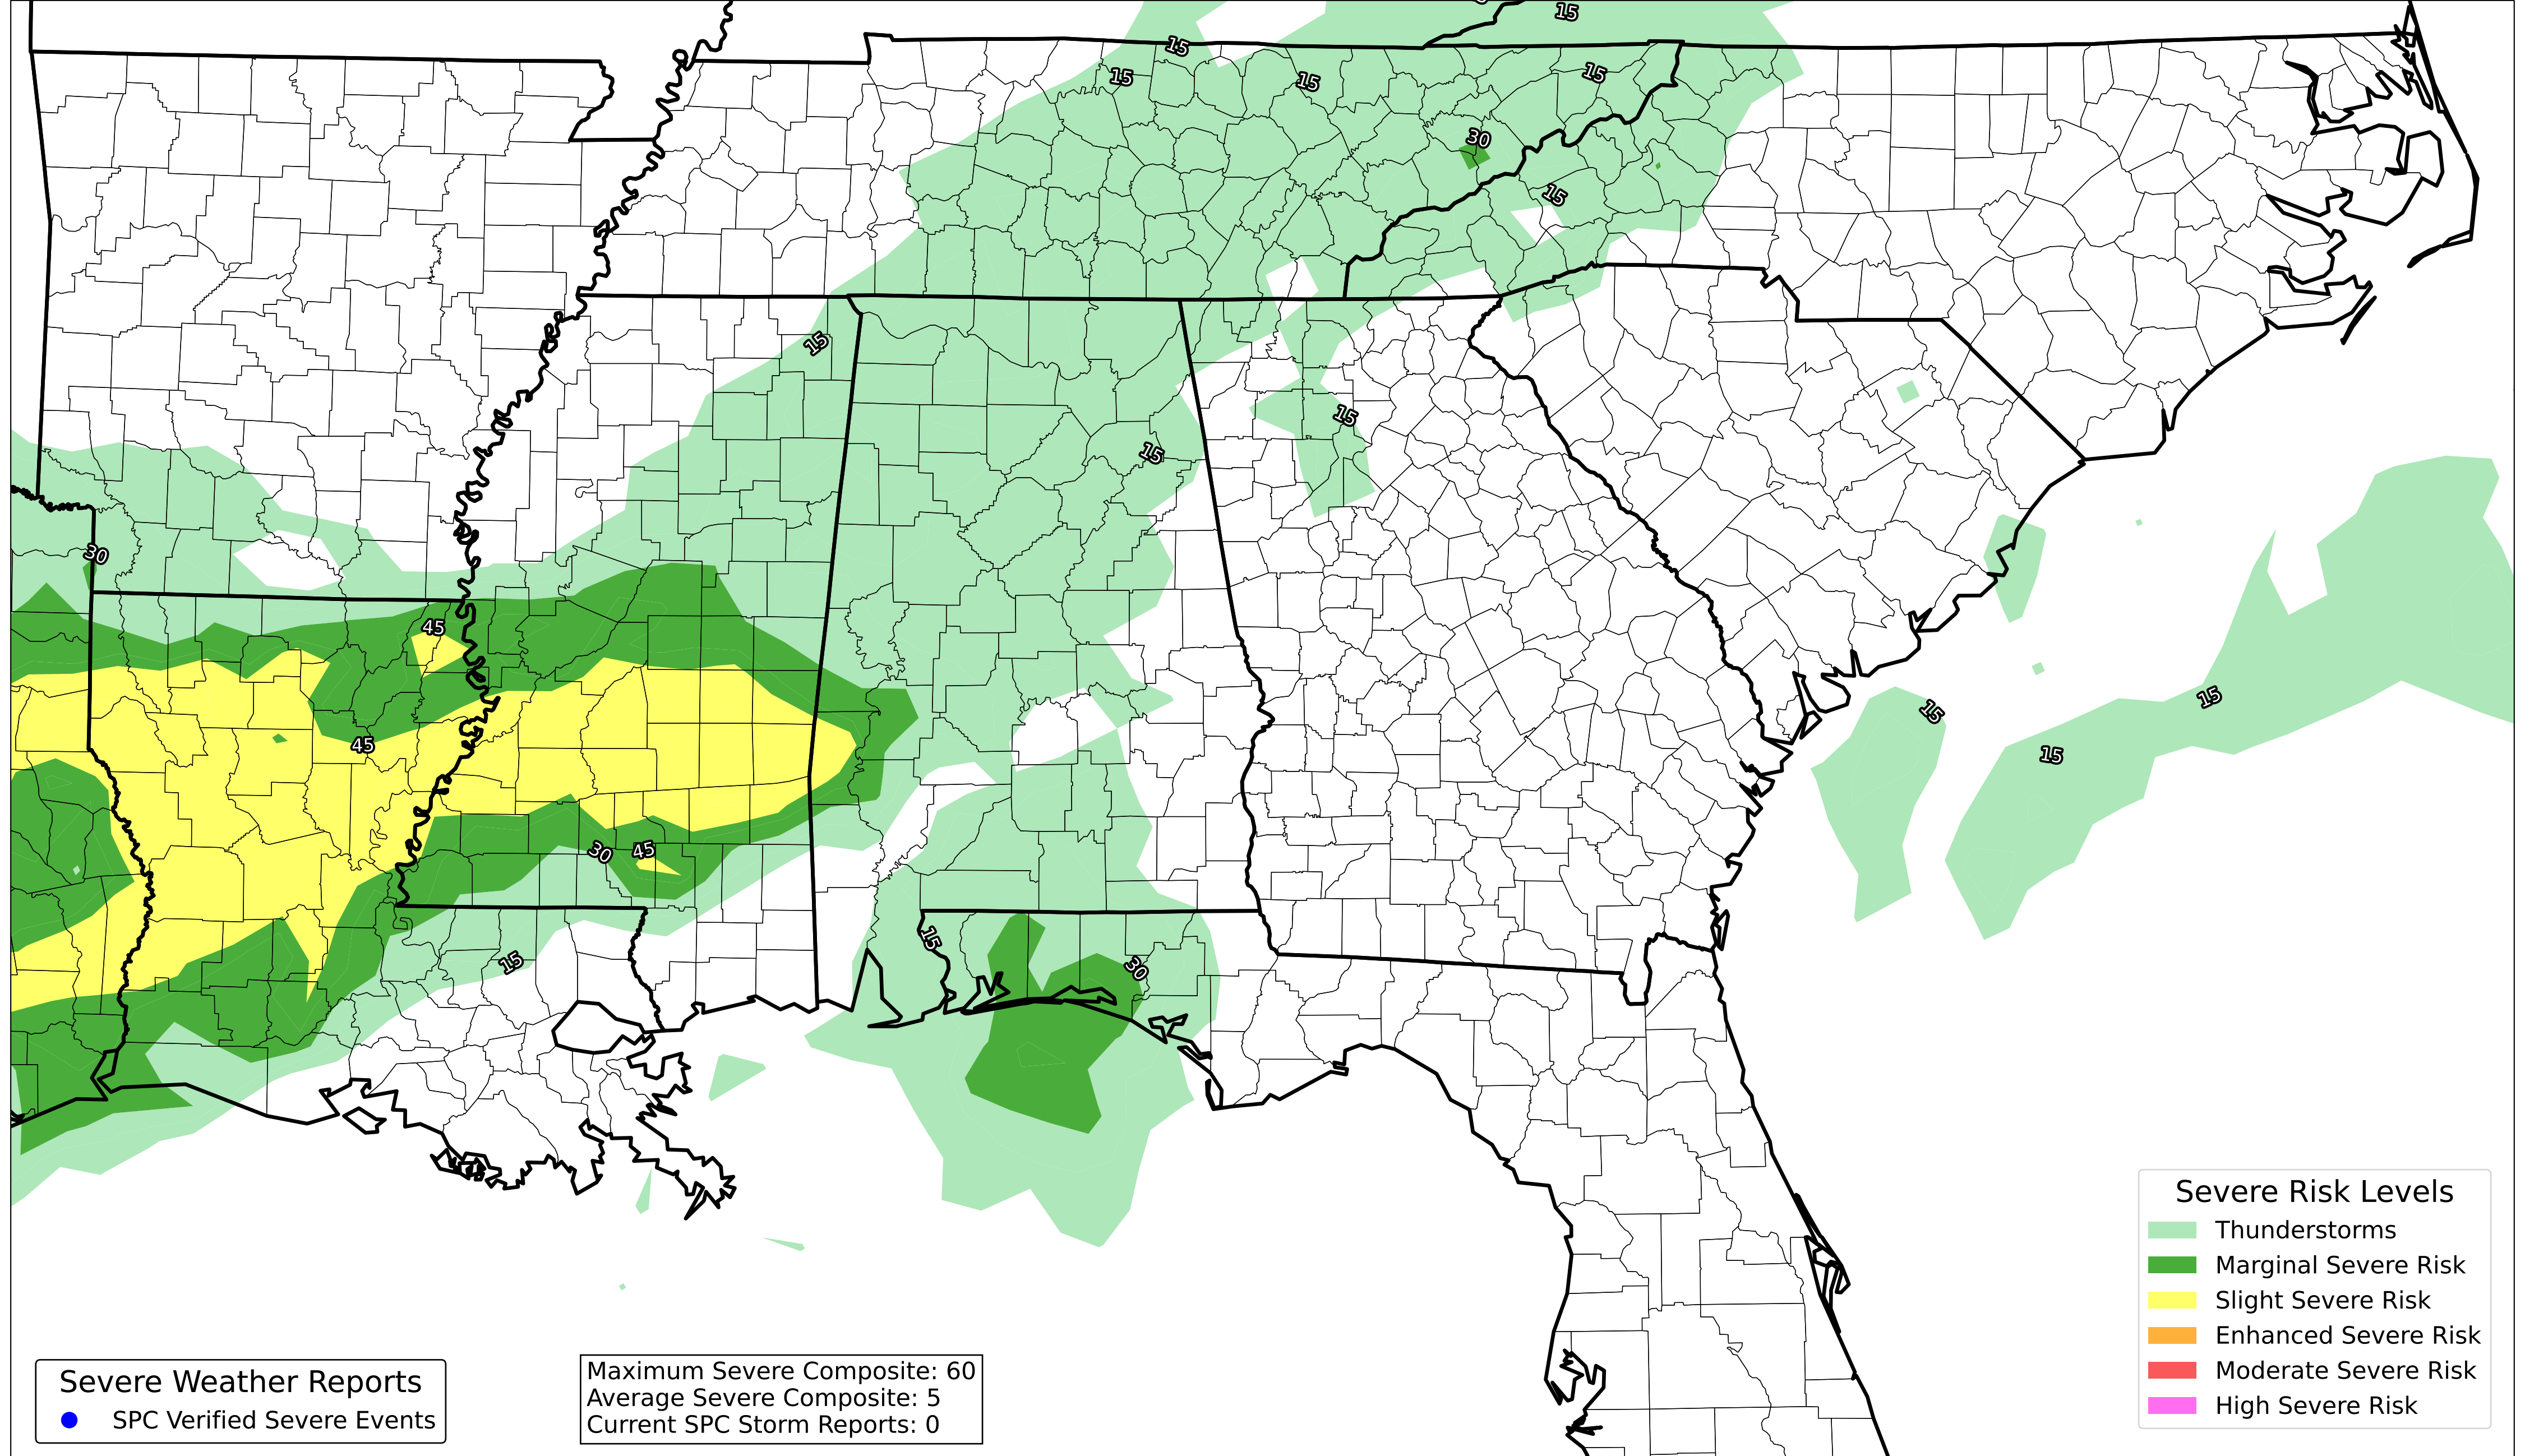 15
15
15
15
15
15
30
15
15
15
15
30
45
45
15
15
15
30
45
15
15
30
Severe Risk Levels
Thunderstorms
Marginal Severe Risk
Slight Severe Risk
Enhanced Severe Risk
Moderate Severe Risk
High Severe Risk
Severe Weather Reports
SPC Verified Severe Events
Maximum Severe Composite: 60
Average Severe Composite: 5
Current SPC Storm Reports: 0